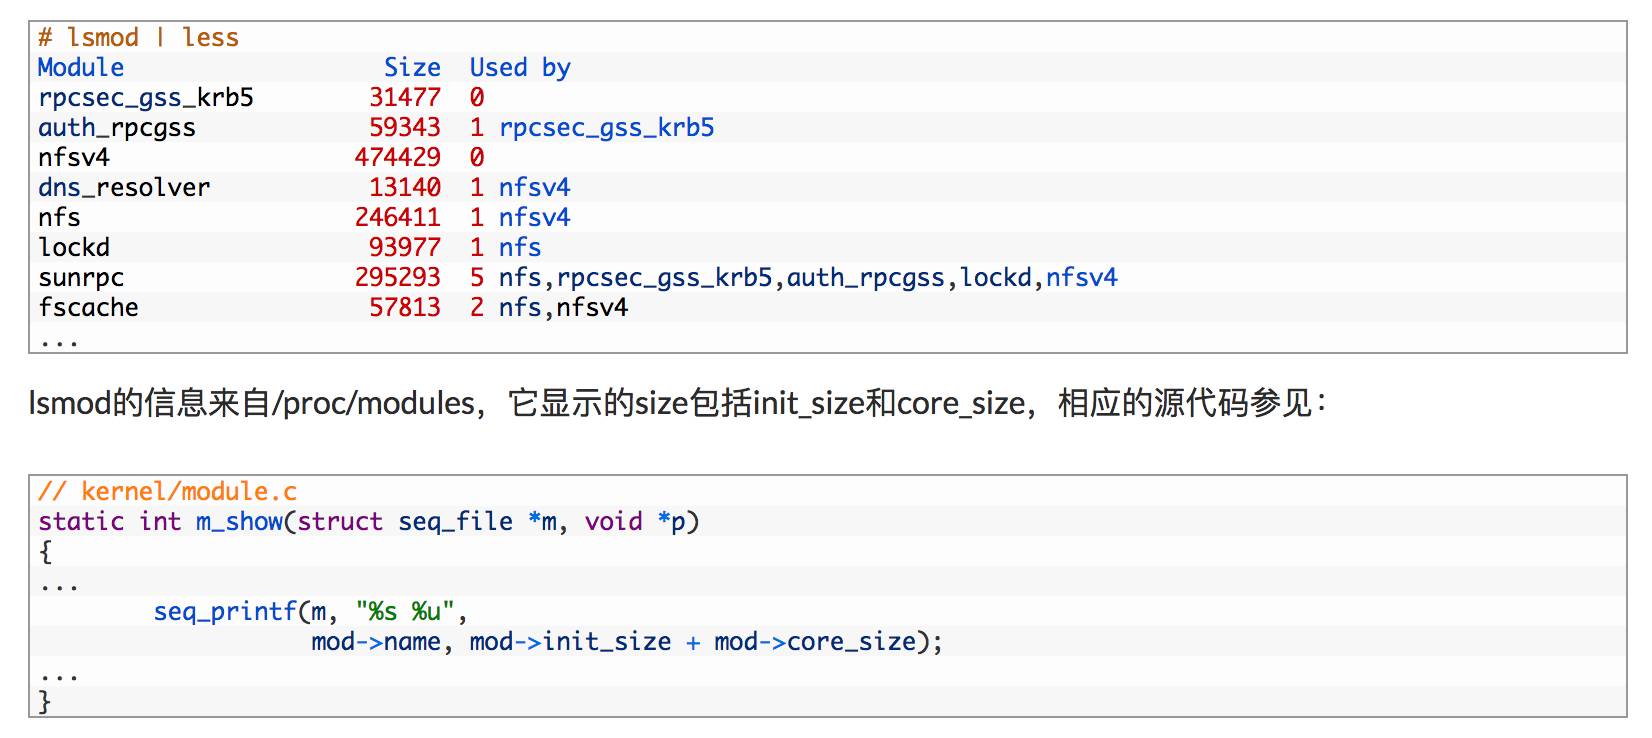 # lsmod | less
Module                  Size  Used by
rpcsec_gss_krb5        31477  0
auth_rpcgss            59343  1 rpcsec_gss_krb5
nfsv4                 474429  0
dns_resolver           13140  1 nfsv4
nfs                   246411  1 nfsv4
lockd                  93977  1 nfs
sunrpc                295293  5 nfs,rpcsec_gss_krb5,auth_rpcgss,lockd,nfsv4
fscache                57813  2 nfs,nfsv4
...
lsmod的信息来自/proc/modules，它显示的size包括init_size和core_size，相应的源代码参见：
// kernel/module.c
static int m_show(struct seq_file *m, void *p)
{
...
        seq_printf(m, "%s %u",
                   mod->name, mod->init_size + mod->core_size);
...
}